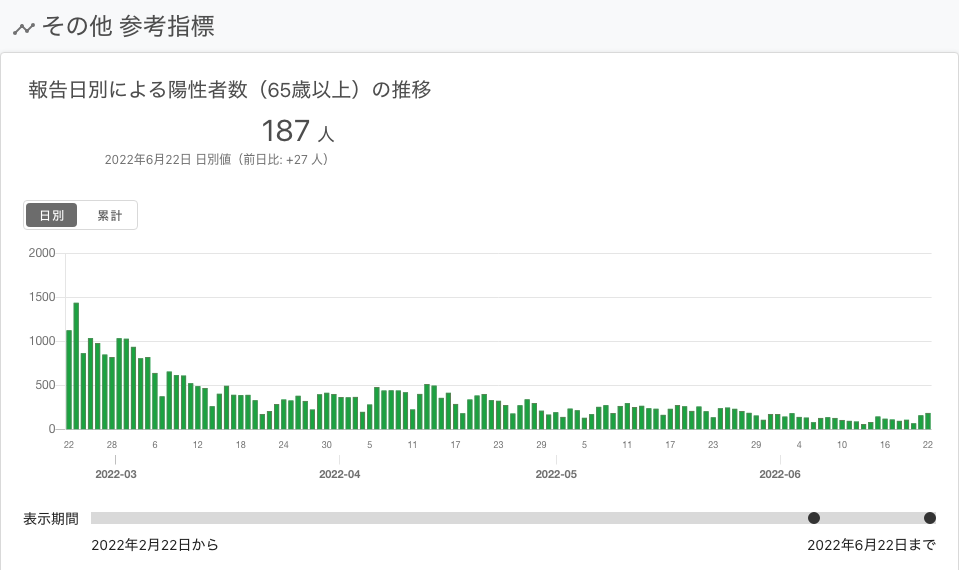 その他 参考指標
報告日別による陽性者数（65歳以上）の推移
187 人
2022年6月22日 日別値（前日比: +27 人）
日別 累計
2000
1500
1000
500
0
22 28 6 12 18 24 30 5 11 17 23 29 5 11 17 23 29 4 10 16 22
2022-03 2022-04 2022-05 2022-06
表示期間
2022年2月22日から 2022年6月22日まで